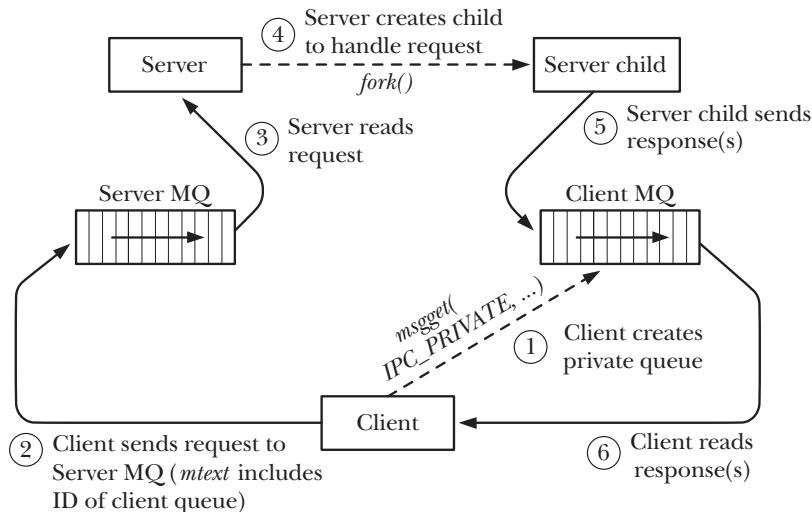 4 Server creates child
to handle request
Server
Server child
fork()
5 Server child sends
response(s)
3 Server reads
request
Server MQ
Client MQ
msgget(
IPC_PRIVATE, ...)
1 Client creates
private queue
Client
2 Client sends request to
Server MQ (mtext includes
ID of client queue)
6 Client reads
response(s)